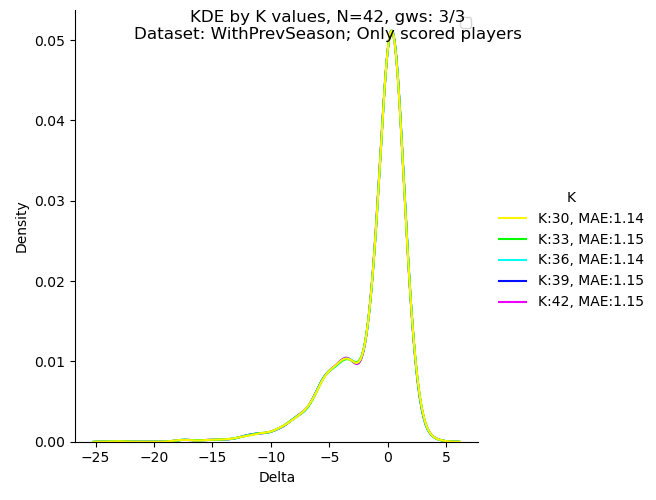 KDE by K values, N=42, gws: 3/3
Dataset: WithPrevSeason; Only scored players
0.05
0.04
0.03
0.02
0.01
0.00
Density
−25
−20
−15
−10
−5
0
5
Delta
K
K:30, MAE:1.14
K:33, MAE:1.15
K:36, MAE:1.14
K:39, MAE:1.15
K:42, MAE:1.15